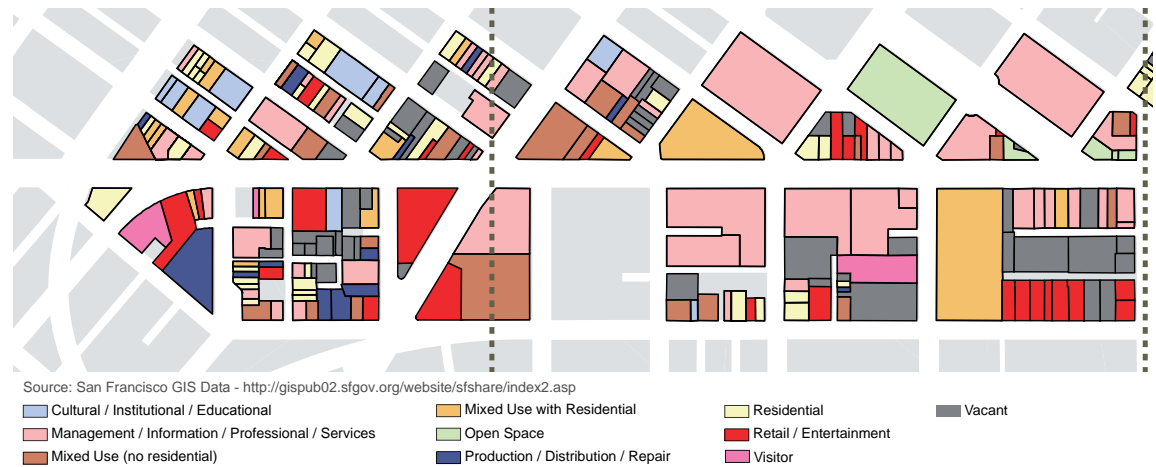 Source: San Francisco GIS Data - http://gispub02.sfgov.org/website/sfshare/index2.asp
Cultural / Institutional / Educational
Management / Information / Professional / Services
Mixed Use (no residential)
Mixed Use with Residential
Open Space
Production / Distribution / Repair
Residential
Retail / Entertainment
Visitor
Vacant